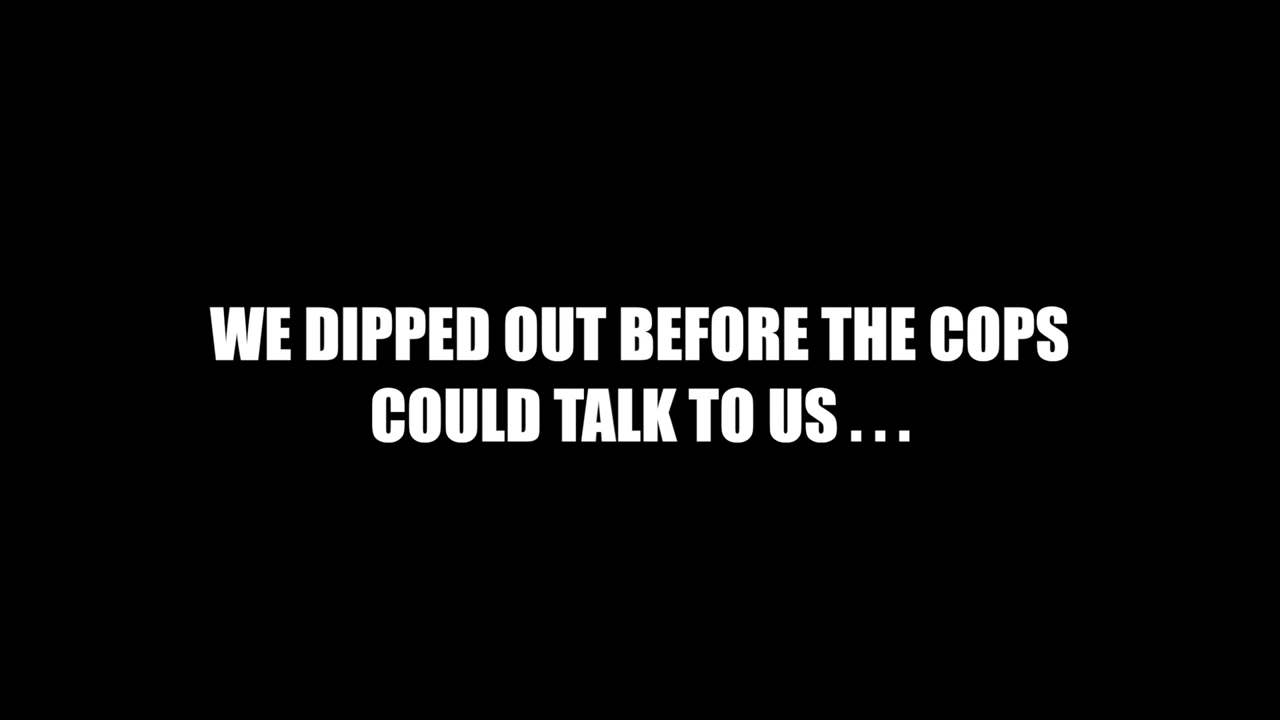 WE DIPPED OUT BEFORE THE COPS
COULD TALK TO US . . .